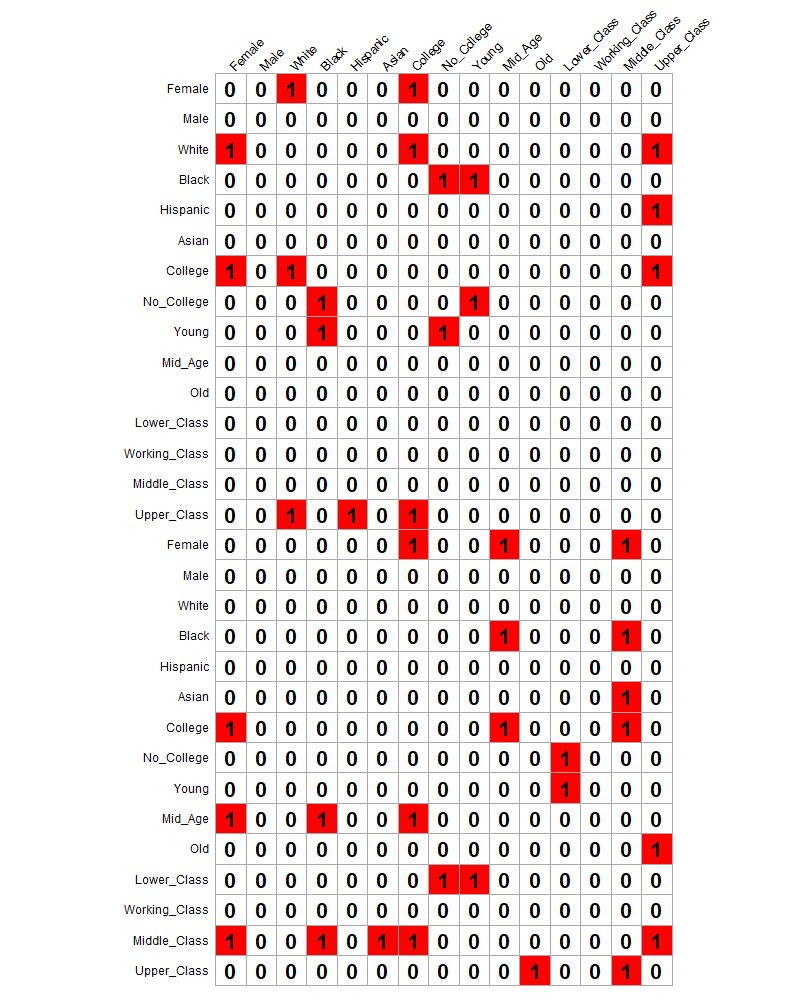 Female Male White Black Hispanic Asian College No_College Young Mid_Age Old Lower_Class Working_Class Middle_Class Upper_Class
Female 0 0 1 0 0 0 1 0 0 0 0 0 0 0 0
Male 0 0 0 0 0 0 0 0 0 0 0 0 0 0 0
White 1 0 0 0 0 0 1 0 0 0 0 0 0 0 1
Black 0 0 0 0 0 0 0 1 1 0 0 0 0 0 0
Hispanic 0 0 0 0 0 0 0 0 0 0 0 0 0 0 1
Asian 0 0 0 0 0 0 0 0 0 0 0 0 0 0 0
College 1 0 1 0 0 0 0 0 0 0 0 0 0 0 1
No_College 0 0 0 1 0 0 0 0 1 0 0 0 0 0 0
Young 0 0 0 1 0 0 0 1 0 0 0 0 0 0 0
Mid_Age 0 0 0 0 0 0 0 0 0 0 0 0 0 0 0
Old 0 0 0 0 0 0 0 0 0 0 0 0 0 0 0
Lower_Class 0 0 0 0 0 0 0 0 0 0 0 0 0 0 0
Working_Class 0 0 0 0 0 0 0 0 0 0 0 0 0 0 0
Middle_Class 0 0 0 0 0 0 0 0 0 0 0 0 0 0 0
Upper_Class 0 0 1 0 1 0 1 0 0 0 0 0 0 0 0
Female 0 0 0 0 0 0 1 0 0 1 0 0 0 1 0
Male 0 0 0 0 0 0 0 0 0 0 0 0 0 0 0
White 0 0 0 0 0 0 0 0 0 0 0 0 0 0 0
Black 0 0 0 0 0 0 0 0 0 1 0 0 0 1 0
Hispanic 0 0 0 0 0 0 0 0 0 0 0 0 0 0 0
Asian 0 0 0 0 0 0 0 0 0 0 0 0 0 1 0
College 1 0 0 0 0 0 0 0 0 1 0 0 0 1 0
No_College 0 0 0 0 0 0 0 0 0 0 0 1 0 0 0
Young 0 0 0 0 0 0 0 0 0 0 0 1 0 0 0
Mid_Age 1 0 0 1 0 0 1 0 0 0 0 0 0 0 0
Old 0 0 0 0 0 0 0 0 0 0 0 0 0 0 1
Lower_Class 0 0 0 0 0 0 0 1 1 0 0 0 0 0 0
Working_Class 0 0 0 0 0 0 0 0 0 0 0 0 0 0 0
Middle_Class 1 0 0 1 0 1 1 0 0 0 0 0 0 0 1
Upper_Class 0 0 0 0 0 0 0 0 0 0 1 0 0 1 0